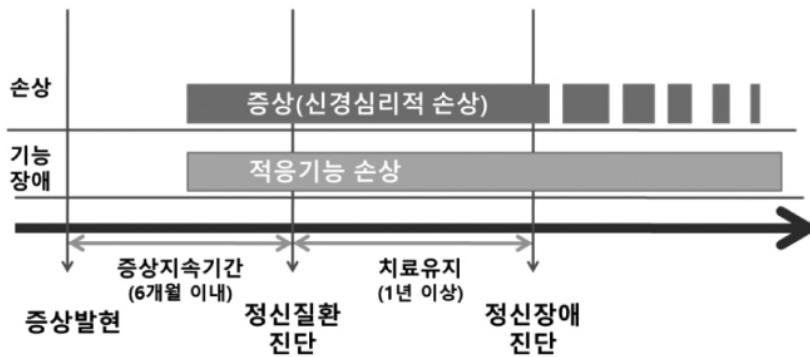 손상
증상(신경심리적 손상)
기능
장애
적응기능 손상
증상지속기간
(6개월 이내)
치료유지
(1년 이상)
증상발현
정신질환
진단
정신장애
진단